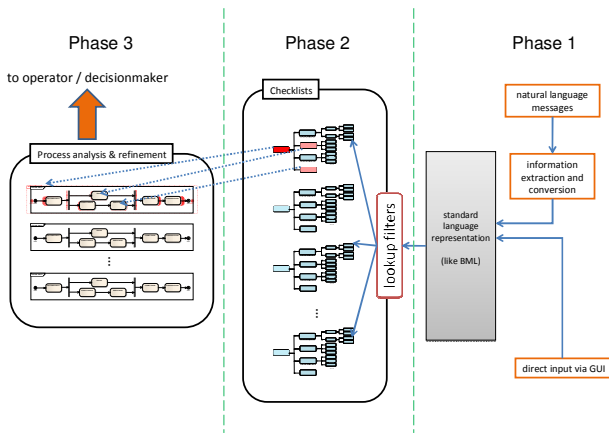 Phase 3
Phase 2
Phase 1
to operator / decisionmaker
Checklists
natural language
messages
Process analysis & refinement
information
extraction and
conversion
lookup filters
standard
language
representation
(like BML)
...
...
direct input via GUI